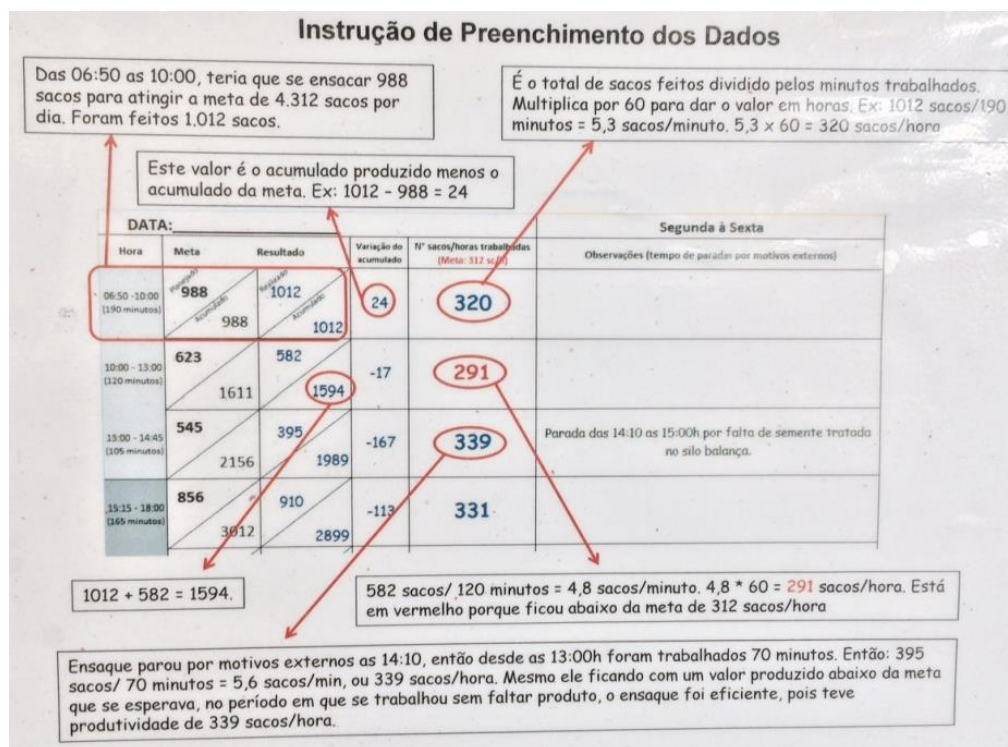 Instrução de Preenchimento dos Dados
Das 06:50 as 10:00, teria que se ensacar 988
sacos para atingir a meta de 4.312 sacos por
dia. Foram feitos 1.012 sacos.
É o total de sacos feitos dividido pelos minutos trabalhados.
Multiplica por 60 para dar o valor em horas. Ex: 1012 sacos/190
minutos = 5,3 sacos/minuto. 5,3 x 60 = 320 sacos/hora
Este valor é o acumulado produzido menos o
acumulado da meta. Ex: 1012 - 988 = 24
DATA:
Segunda à Sexta
Hora
Meta
Resultado
Variação do
acumulado
N° sacos/horas trabalhadas
(Meta: 312 sc/h)
Observações (tempo de paradas por motivos externos)
06:50 -10:00
(190 minutos)
Planejado
988
Acumulado
988
Realizado
1012
Acumulado
1012
24
320
10:00 - 13:00
(120 minutos)
623
1611
582
1594
-17
291
13:00 - 14:45
(105 minutos)
545
2156
395
1989
-167
339
Parada das 14:10 as 15:00h por falta de semente tratada
no silo balança.
15:15 - 18:00
(165 minutos)
856
3012
910
2899
-113
331
1012 + 582 = 1594.
582 sacos/ 120 minutos = 4,8 sacos/minuto. 4,8 * 60 = 291 sacos/hora. Está
em vermelho porque ficou abaixo da meta de 312 sacos/hora
Ensaque parou por motivos externos as 14:10, então desde as 13:00h foram trabalhados 70 minutos. Então: 395
sacos/ 70 minutos = 5,6 sacos/min, ou 339 sacos/hora. Mesmo ele ficando com um valor produzido abaixo da meta
que se esperava, no período em que se trabalhou sem faltar produto, o ensaque foi eficiente, pois teve
produtividade de 339 sacos/hora.